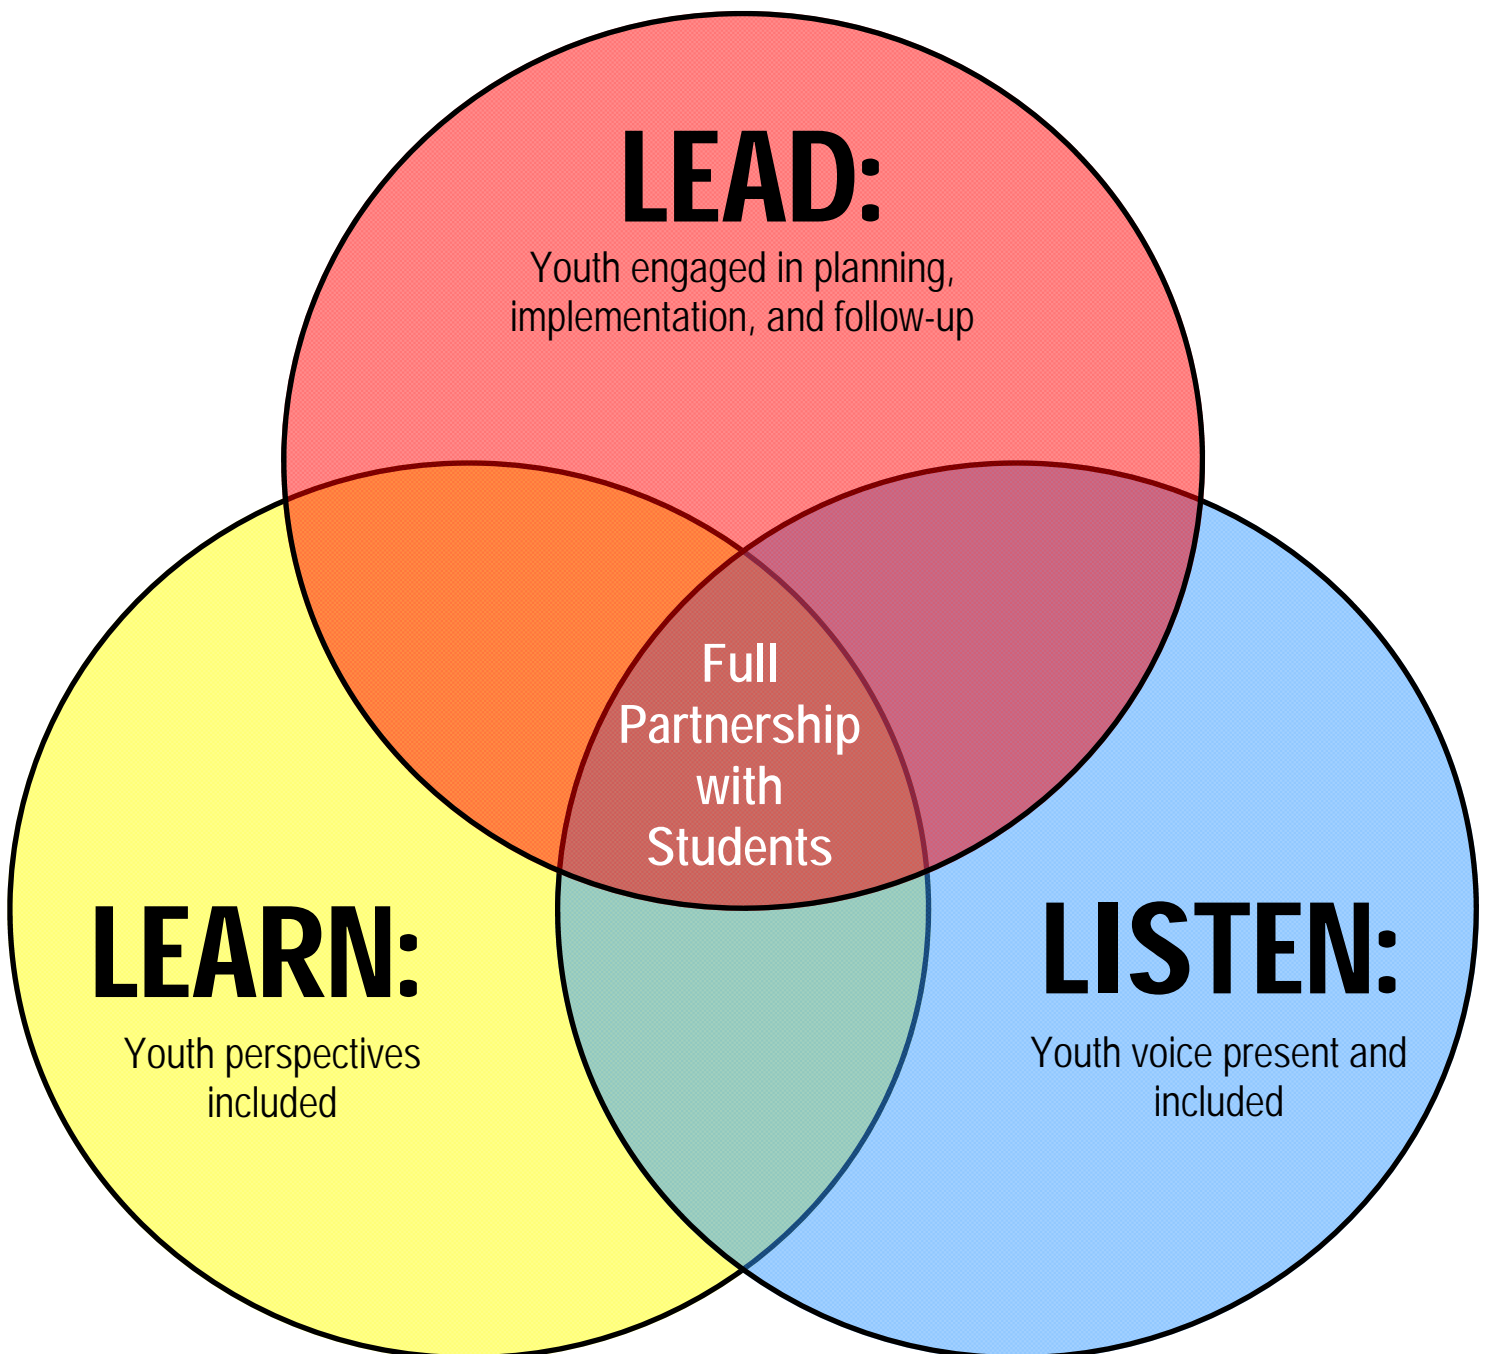 LEAD:
Youth engaged in planning,
implementation, and follow-up
Full
Partnership
with
Students
LEARN:
Youth perspectives
included
LISTEN:
Youth voice present and
included